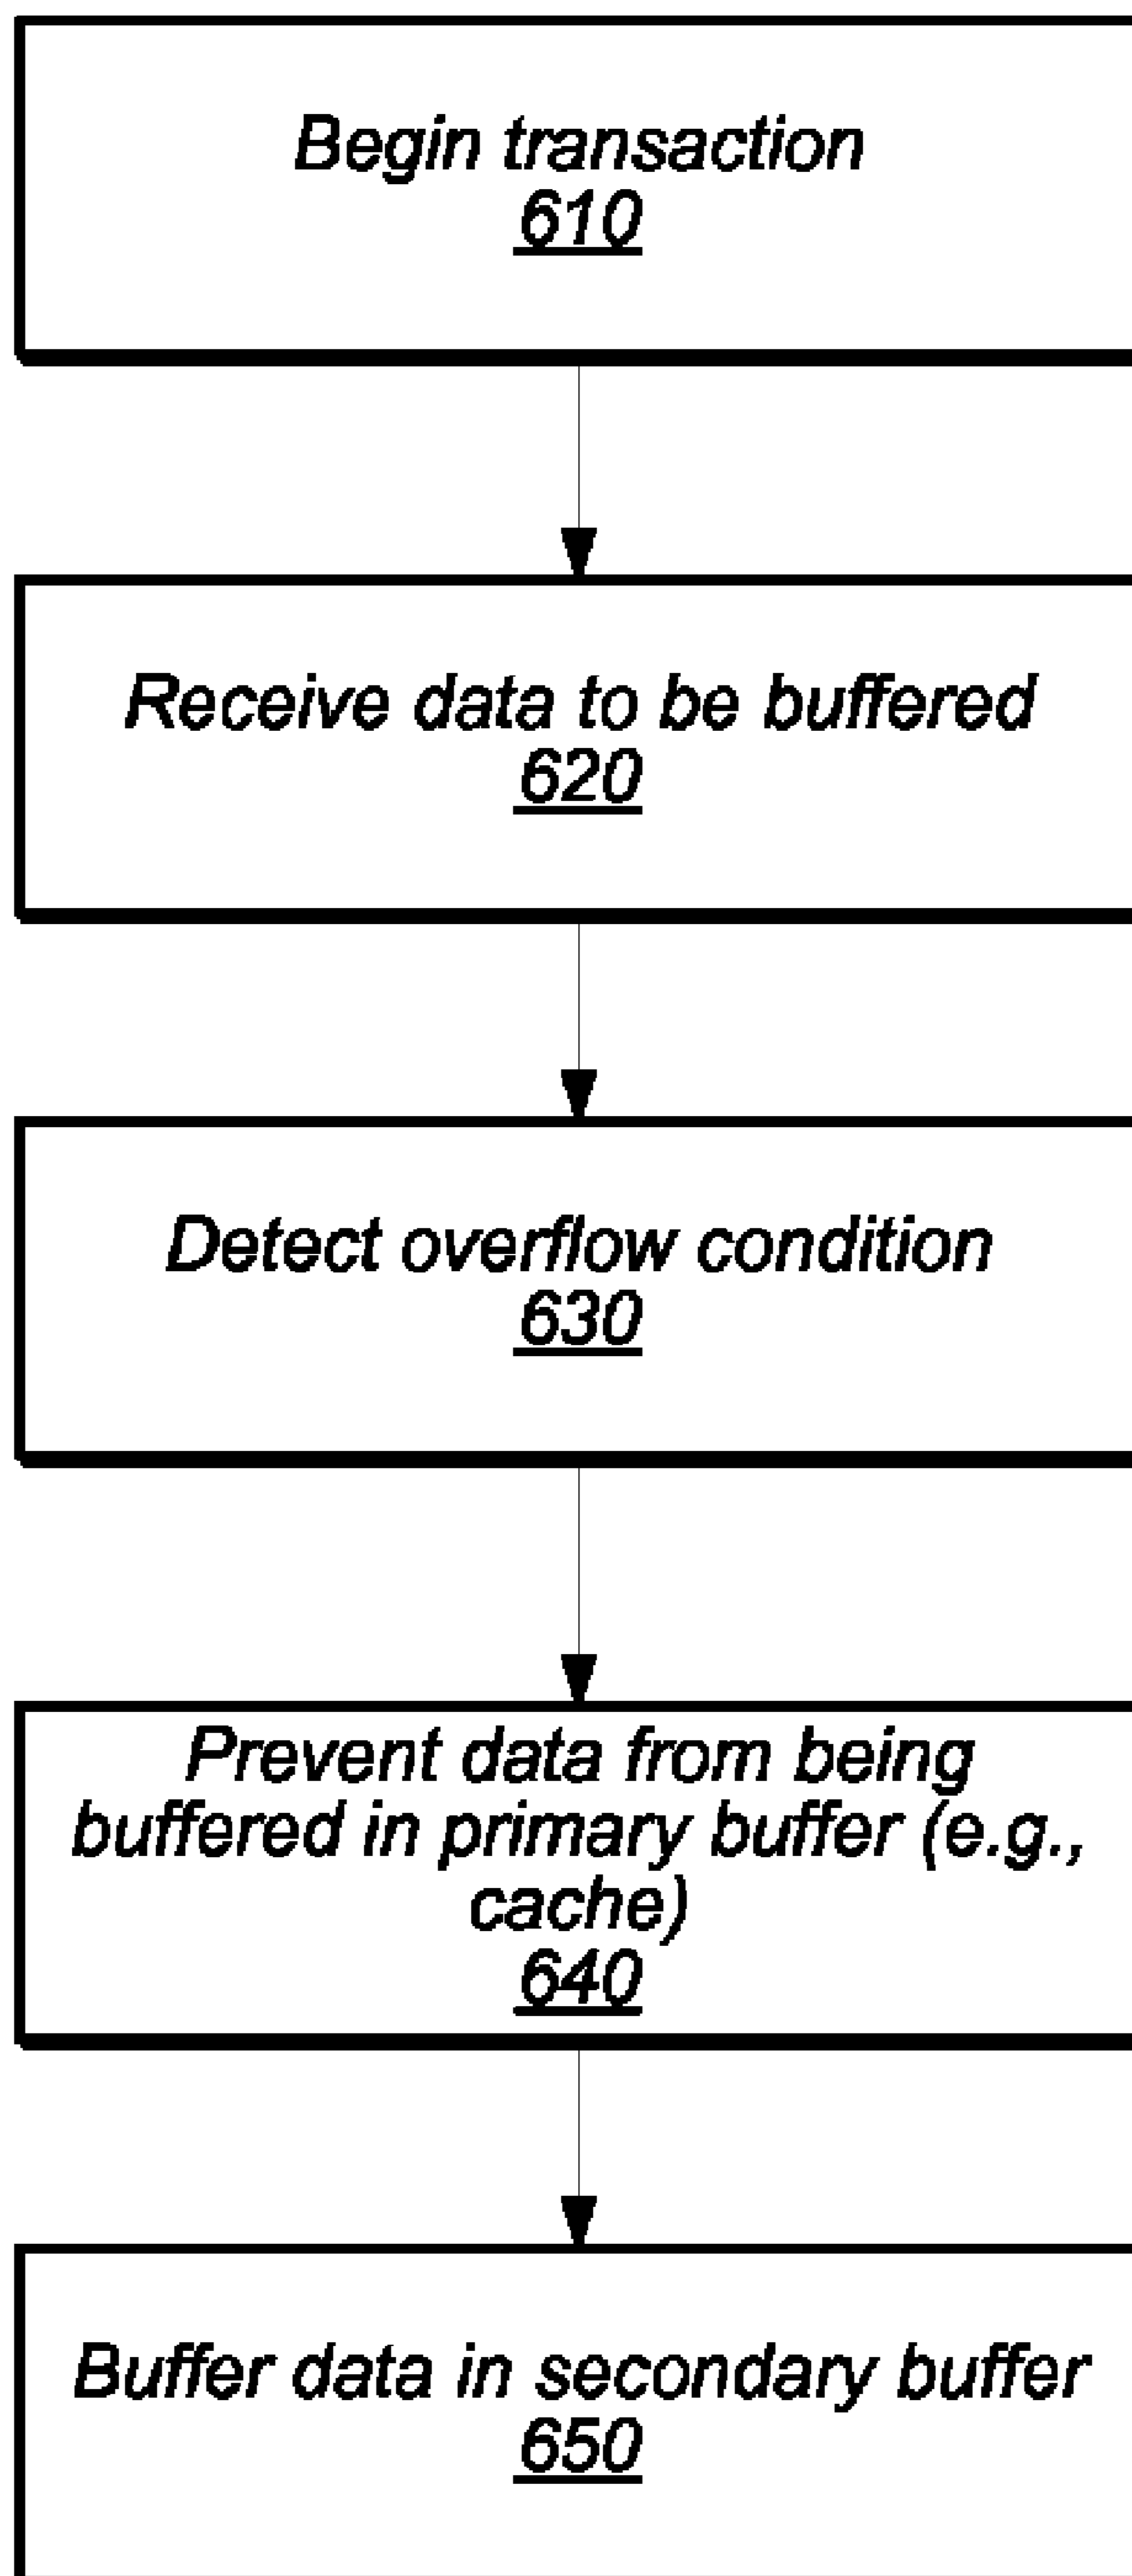 Begin transaction
610
Receive data to be buffered
620
Detect overflow condition
630
Prevent data from being
buffered in primary buffer (e.g.,
cache)
640
Buffer data in secondary buffer
650